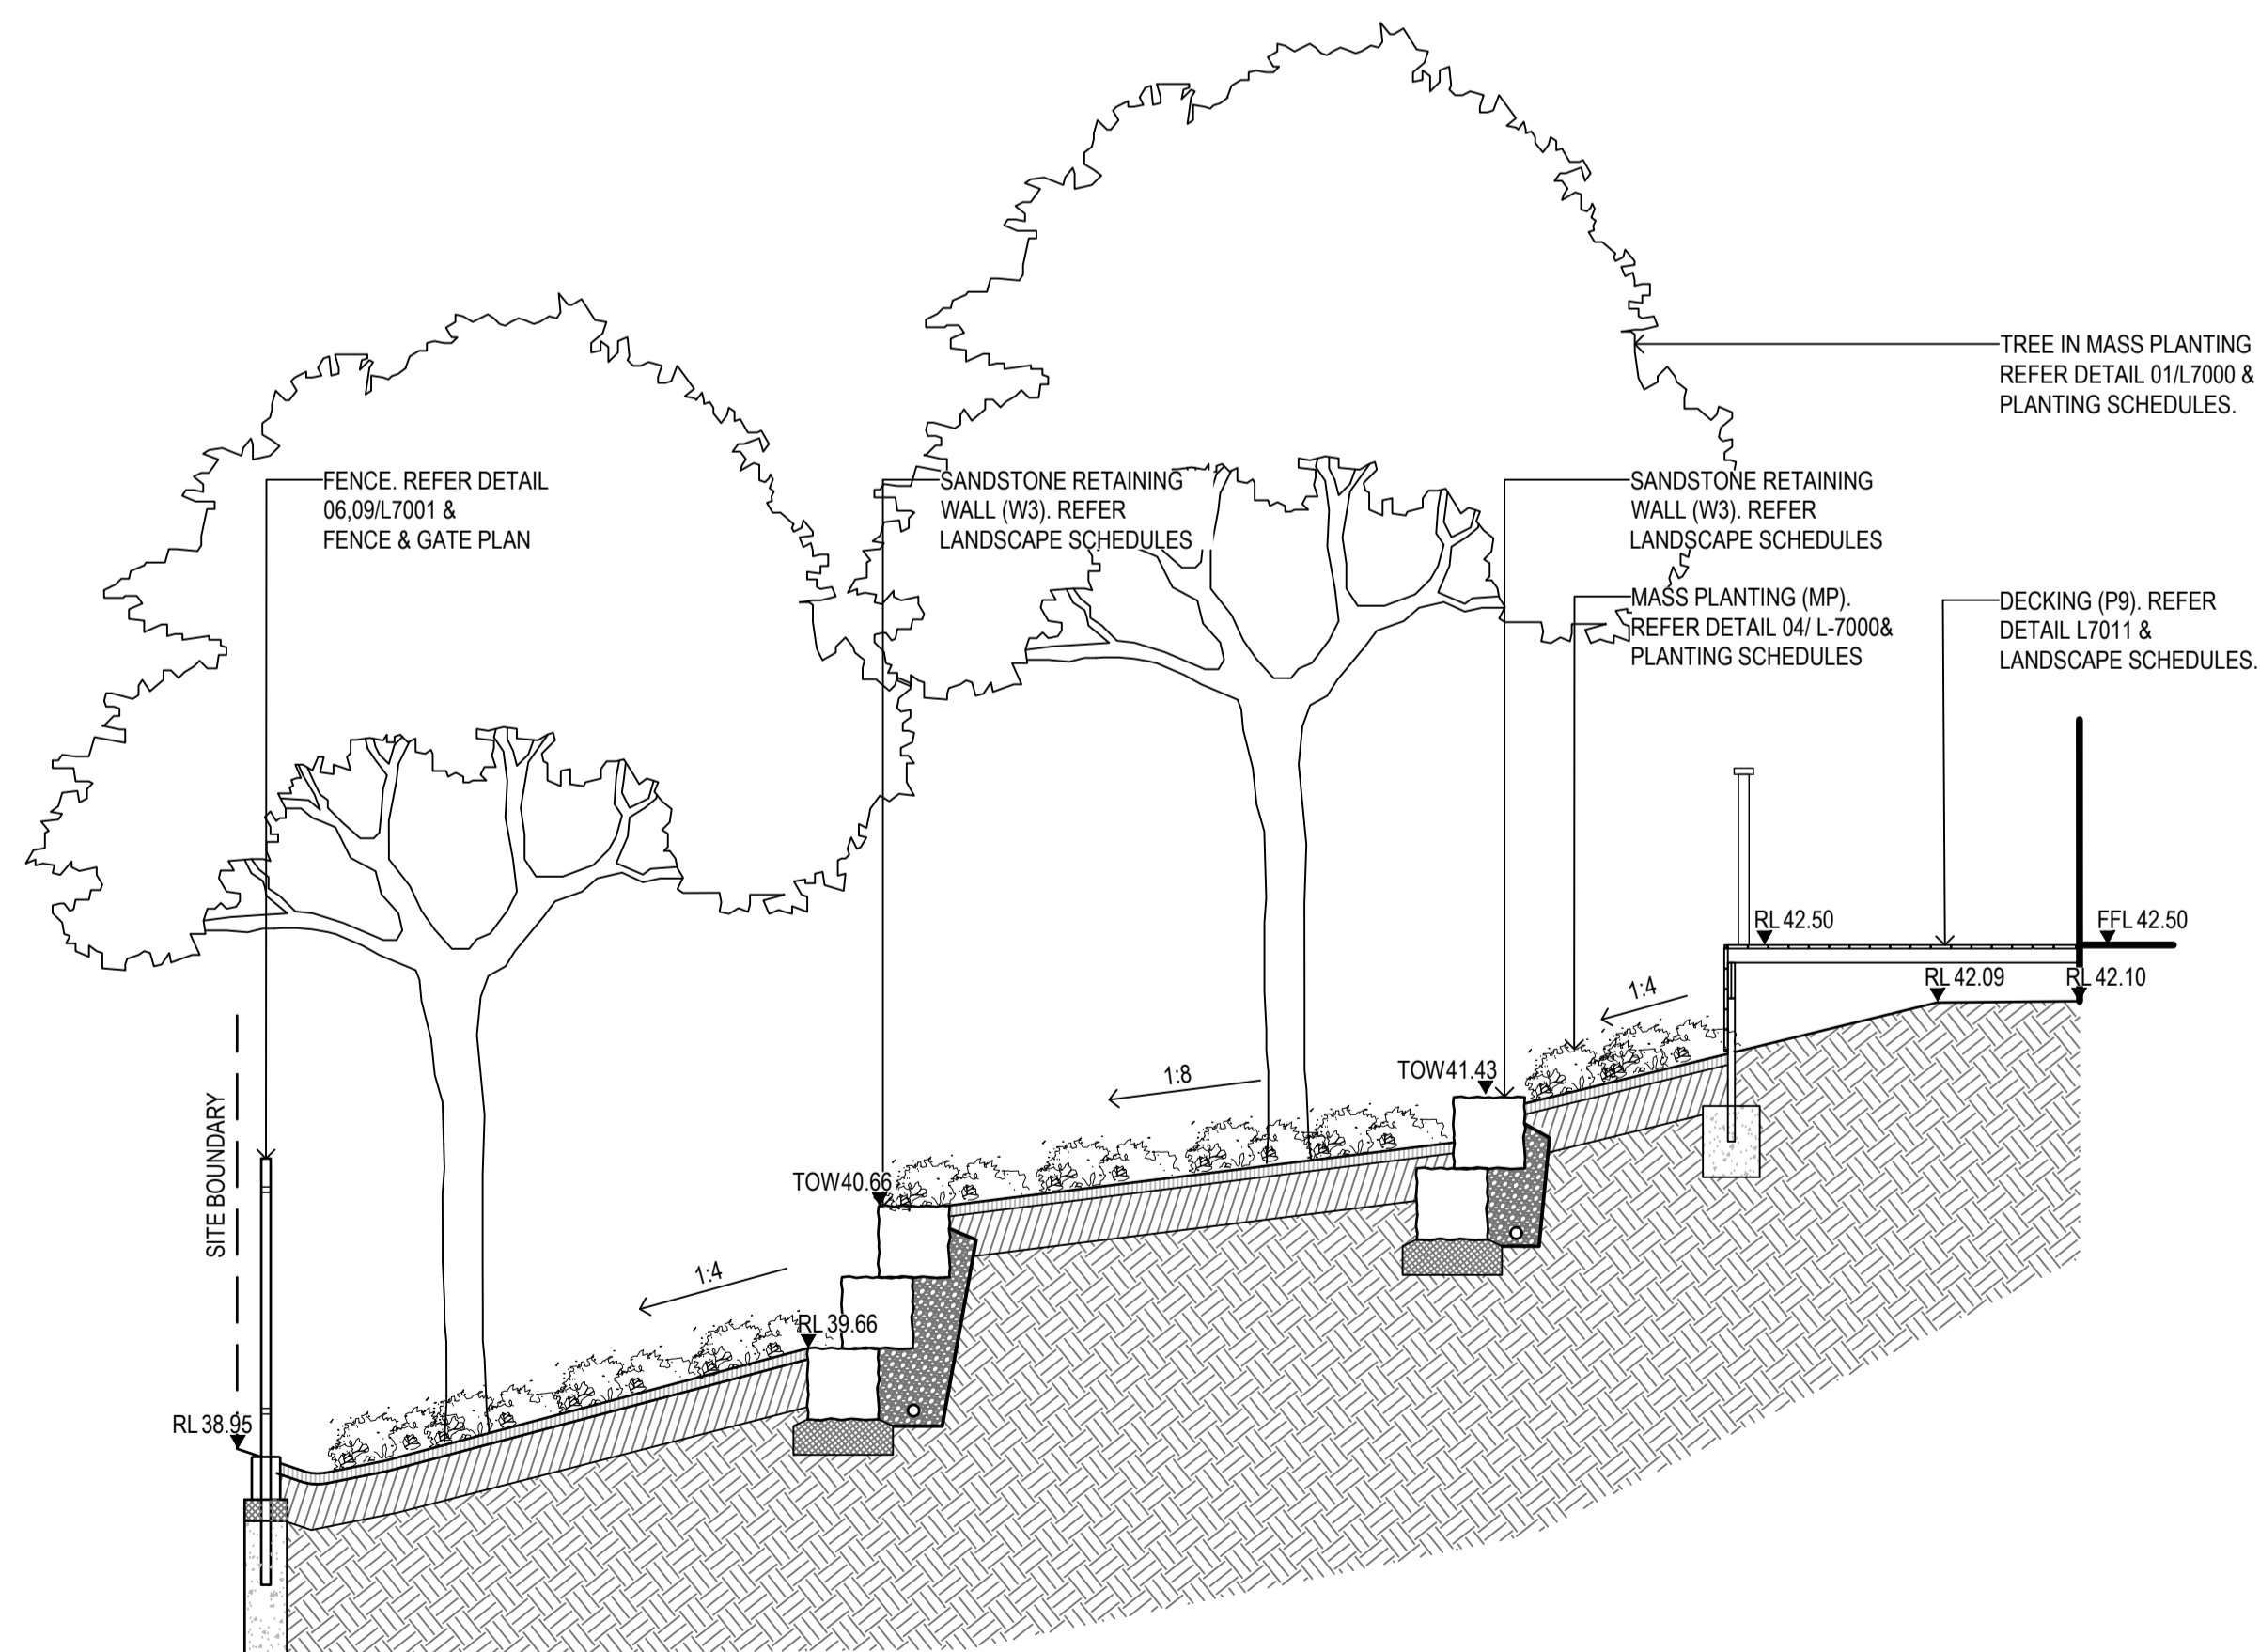 TREE IN MASS PLANTING
REFER DETAIL 01/L7000 &
PLANTING SCHEDULES.
FENCE. REFER DETAIL
06,09/L7001 &
FENCE & GATE PLAN
SANDSTONE RETAINING
WALL (W3). REFER
LANDSCAPE SCHEDULES
SANDSTONE RETAINING
WALL (W3). REFER
LANDSCAPE SCHEDULES
MASS PLANTING (MP).
REFER DETAIL 04/ L-7000&
PLANTING SCHEDULES
DECKING (P9). REFER
DETAIL L7011 &
LANDSCAPE SCHEDULES.
RL 42.50
FFL 42.50
RL 42.09
RL 42.10
1:4
TOW41.43
1:8
TOW40.66
SITE BOUNDARY
1:4
RL 39.66
RL 38.95